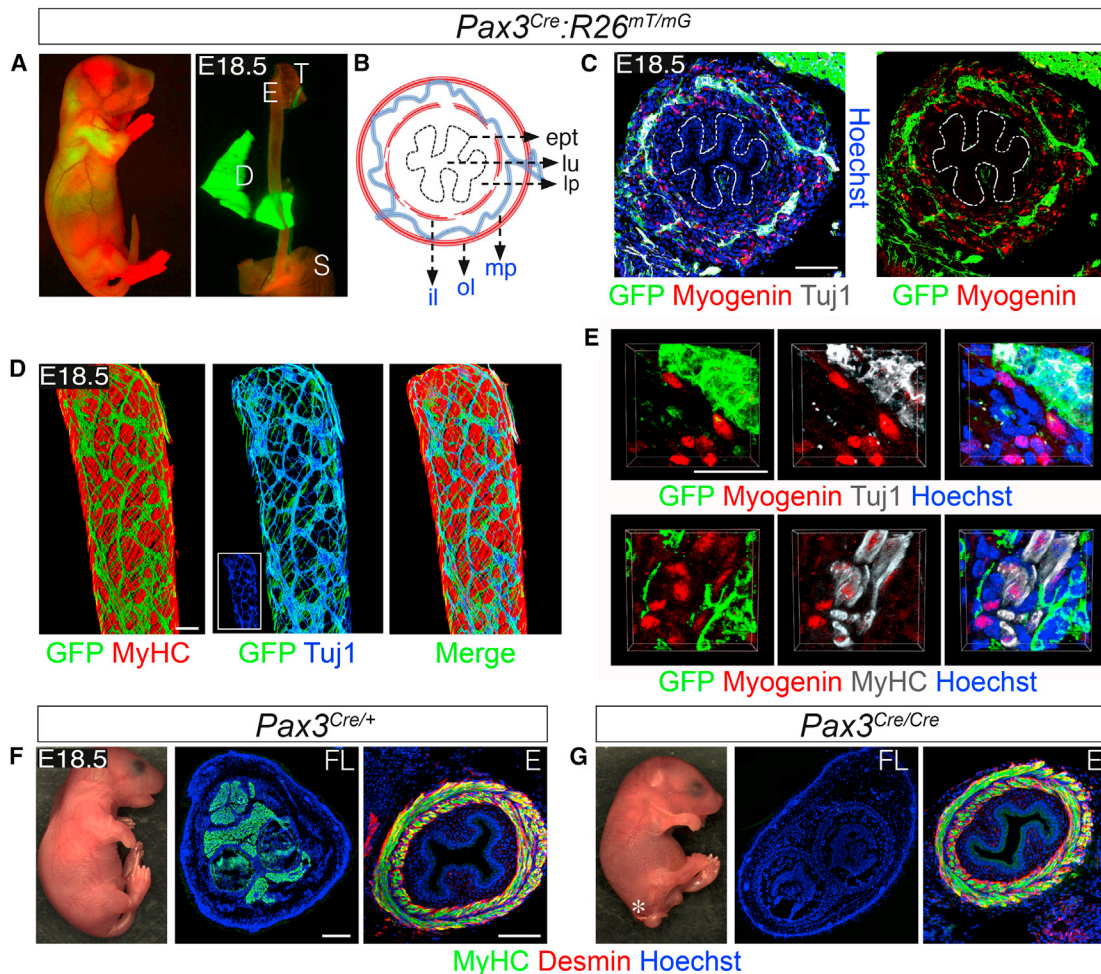 Pax3Cre:R26mT/mG
A
E18.5
T
E
D
S
B
ept
lu
lp
il
ol
mp
C
E18.5
Hoechst
GFP Myogenin Tuj1
GFP Myogenin
D
E18.5
GFP MyHC
GFP Tuj1
Merge
E
GFP Myogenin Tuj1 Hoechst
GFP Myogenin MyHC Hoechst
Pax3Cre/+
Pax3Cre/Cre
F
E18.5
FL
E
G
FL
E
*
MyHC Desmin Hoechst